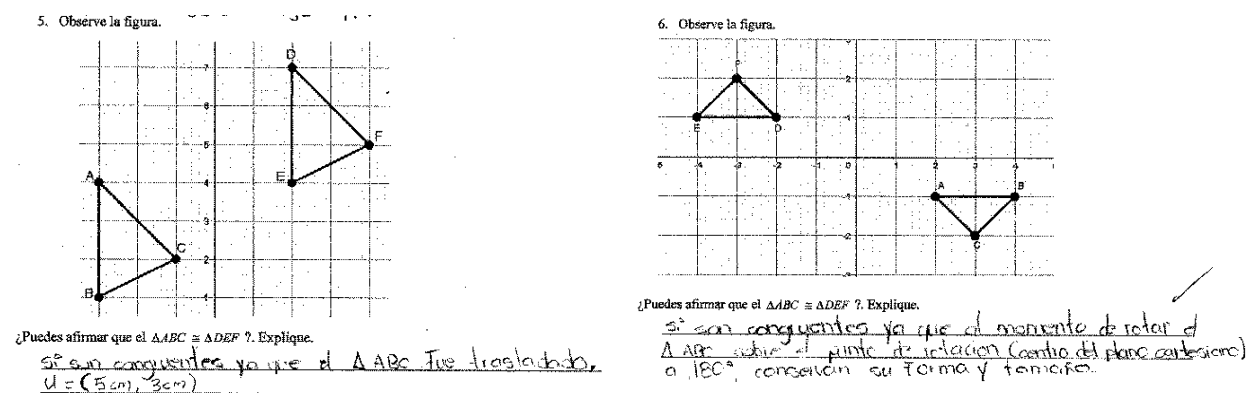 5. Observe la figura.
D
7
6
F
5
A
E
4
3
C
2
B
1
¿Puedes afirmar que el ΔABC ≅ ΔDEF ?. Explique.
Si son congruentes ya que el Δ ABC Fue trasladado.
U = (5cm, 3cm)
6. Observe la figura.
F
2
1
E
D
-4 -3 -2 -1 0 1 2 3 4
A
B
-1
-2
C
¿Puedes afirmar que el ΔABC ≅ ΔDEF ?. Explique.
si son congruentes ya que al momento de rotar el
Δ ABC sobre el punto de rotación (centro del plano cartesiano)
a 180°, conservan su forma y tamaño.